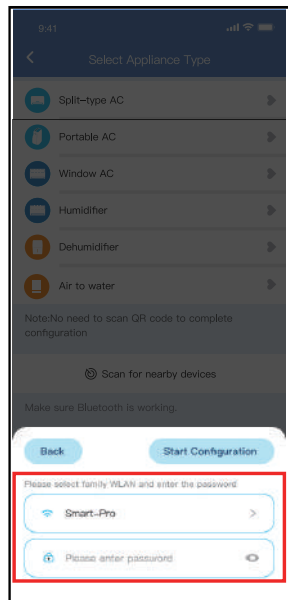 9:41
Select Appliance Type
Split-type AC
Portable AC
Window AC
Humidifier
Dehumidifier
Air to water
Note:No need to scan QR code to complete
configuration
Scan for nearby devices
Make sure Bluetooth is working.
Back
Start Configuration
Please select family WLAN and enter the password
Smart-Pro
Please enter password